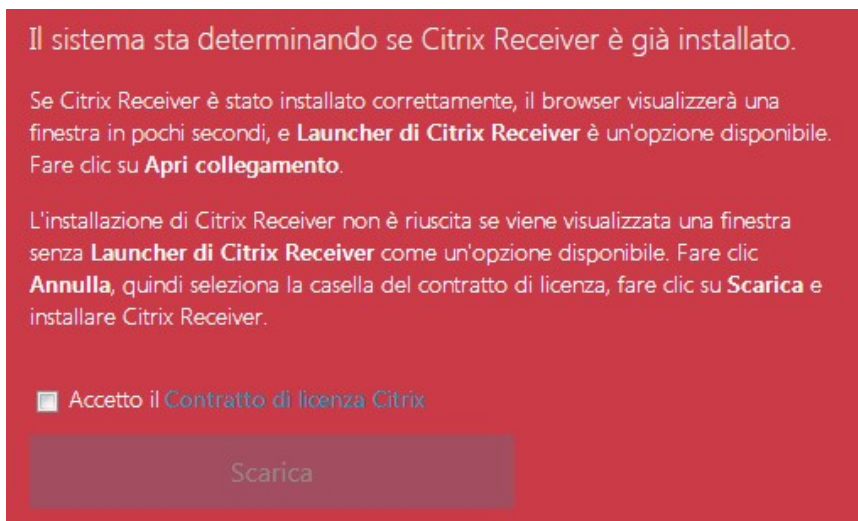 Il sistema sta determinando se Citrix Receiver è già installato.
Se Citrix Receiver è stato installato correttamente, il browser visualizzerà una
finestra in pochi secondi, e Launcher di Citrix Receiver è un'opzione disponibile.
Fare clic su Apri collegamento.
L'installazione di Citrix Receiver non è riuscita se viene visualizzata una finestra
senza Launcher di Citrix Receiver come un'opzione disponibile. Fare clic
Annulla, quindi seleziona la casella del contratto di licenza, fare clic su Scarica e
installare Citrix Receiver.
Accetto il Contratto di licenza Citrix
Scarica